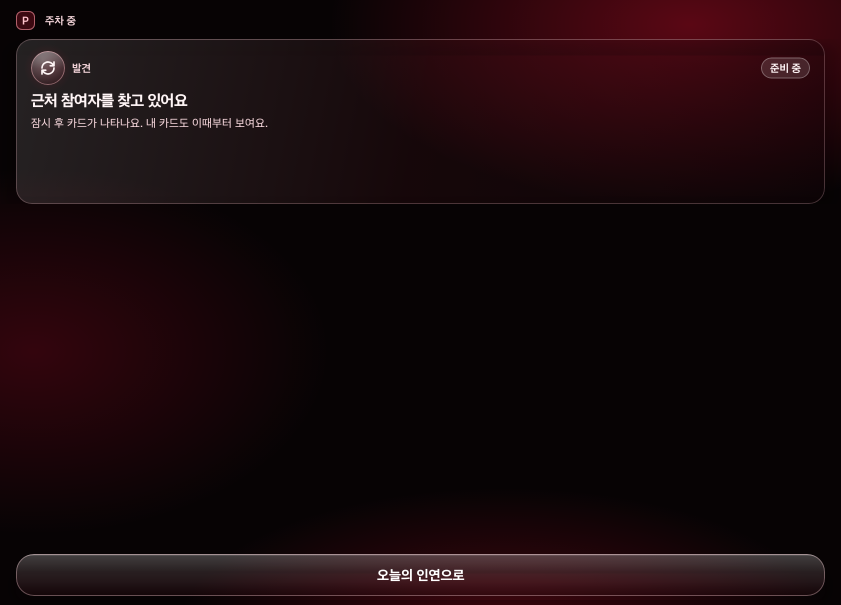 P 주차 중
발견
준비 중
근처 참여자를 찾고 있어요
잠시 후 카드가 나타나요. 내 카드도 이때부터 보여요.
오늘의 인연으로